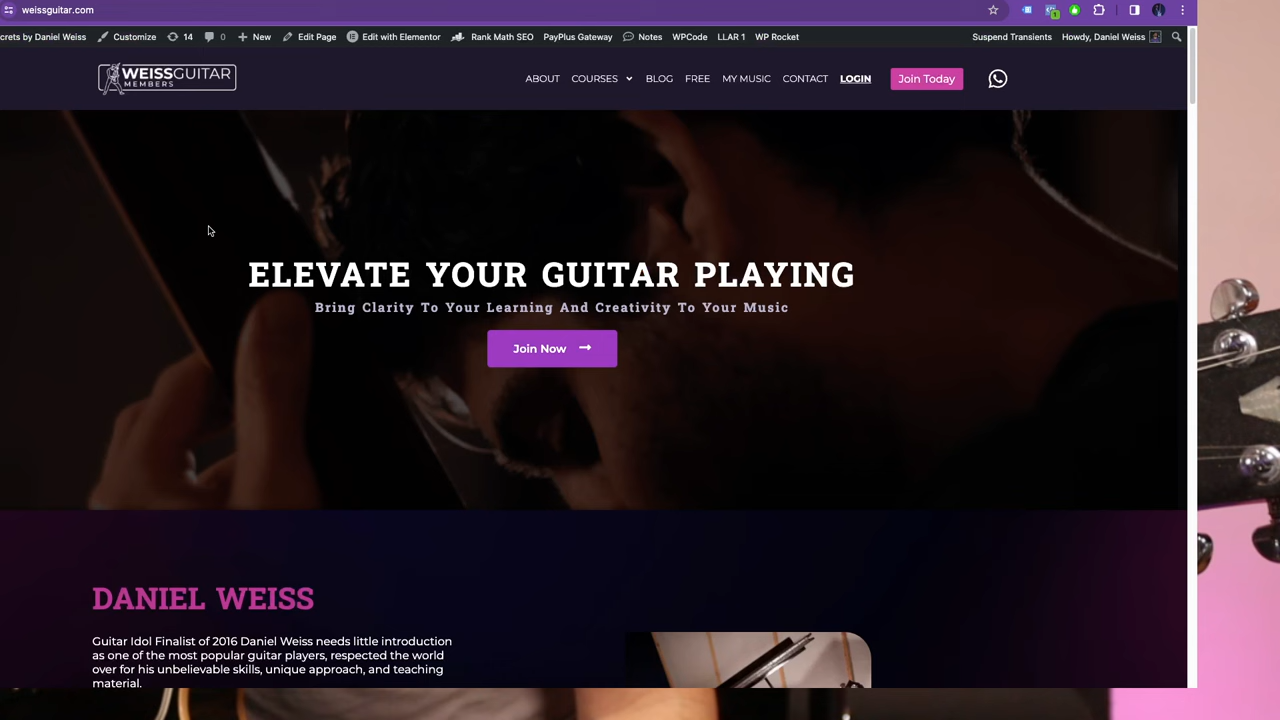 weissguitar.com
1
crets by Daniel Weiss Customize 14 0 New Edit Page Edit with Elementor Rank Math SEO PayPlus Gateway Notes WPCode LLAR 1 WP Rocket Suspend Transients Howdy, Daniel Weiss
WEISSGUITAR
MEMBERS
ABOUT COURSES BLOG FREE MY MUSIC CONTACT LOGIN Join Today
ELEVATE YOUR GUITAR PLAYING
Bring Clarity To Your Learning And Creativity To Your Music
Join Now
DANIEL WEISS
Guitar Idol Finalist of 2016 Daniel Weiss needs little introduction
as one of the most popular guitar players, respected the world
over for his unbelievable skills, unique approach, and teaching
material.